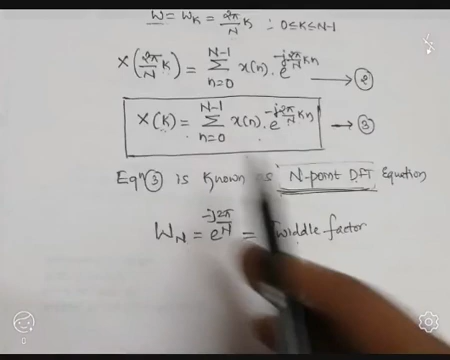 W = W_K = 2π/N K ∴ 0≤K≤N-1
X(2π/N K) = Σ_{n=0}^{N-1} x(n).e^{-j2π/N Kn} → ②
X(K) = Σ_{n=0}^{N-1} x(n).e^{-j2π/N Kn} → ③
Eqn ③ is known as N-point DFT Equation
W_N = e^{-j2π/N} = Twiddle factor